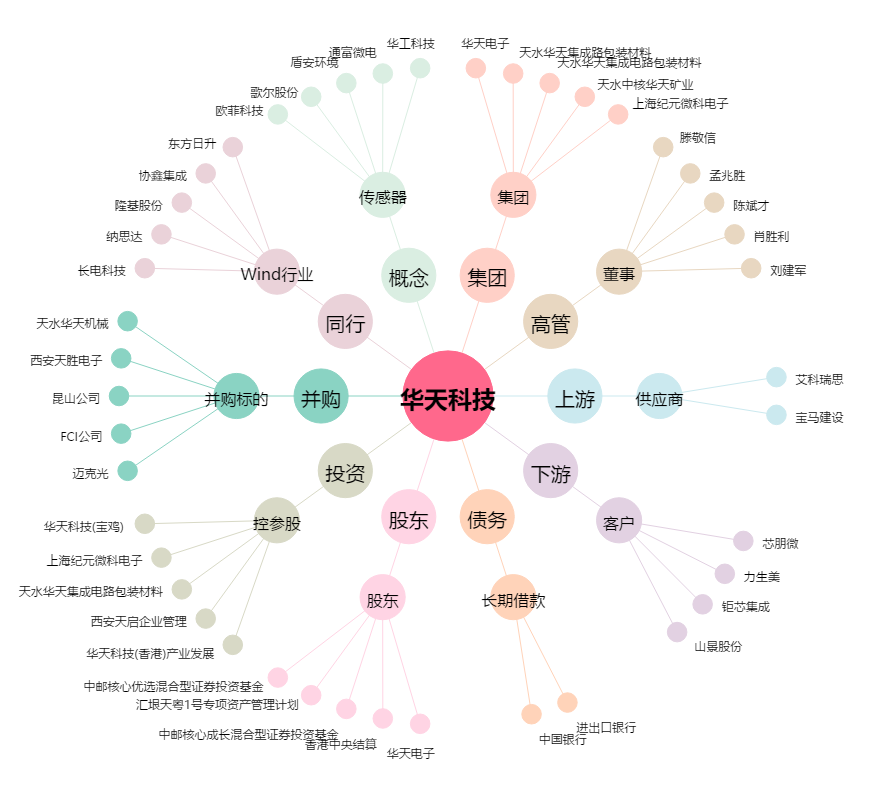 华天科技
概念
传感器
欧菲科技
歌尔股份
盾安环境
通富微电
华工科技
集团
集团
华天电子
天水华天集成路包装材料
天水华天集成电路包装材料
天水中核华天矿业
上海纪元微科电子
高管
董事
滕敬信
孟兆胜
陈斌才
肖胜利
刘建军
上游
供应商
艾科瑞思
宝马建设
下游
客户
芯朋微
力生美
钜芯集成
山景股份
债务
长期借款
进出口银行
中国银行
股东
股东
华天电子
香港中央结算
中邮核心成长混合型证券投资基金
汇垠天粤1号专项资产管理计划
中邮核心优选混合型证券投资基金
投资
控参股
华天科技(香港)产业发展
西安天启企业管理
天水华天集成电路包装材料
上海纪元微科电子
华天科技(宝鸡)
并购
并购标的
迈克光
FCI公司
昆山公司
西安天胜电子
天水华天机械
同行
Wind行业
长电科技
纳思达
隆基股份
协鑫集成
东方日升